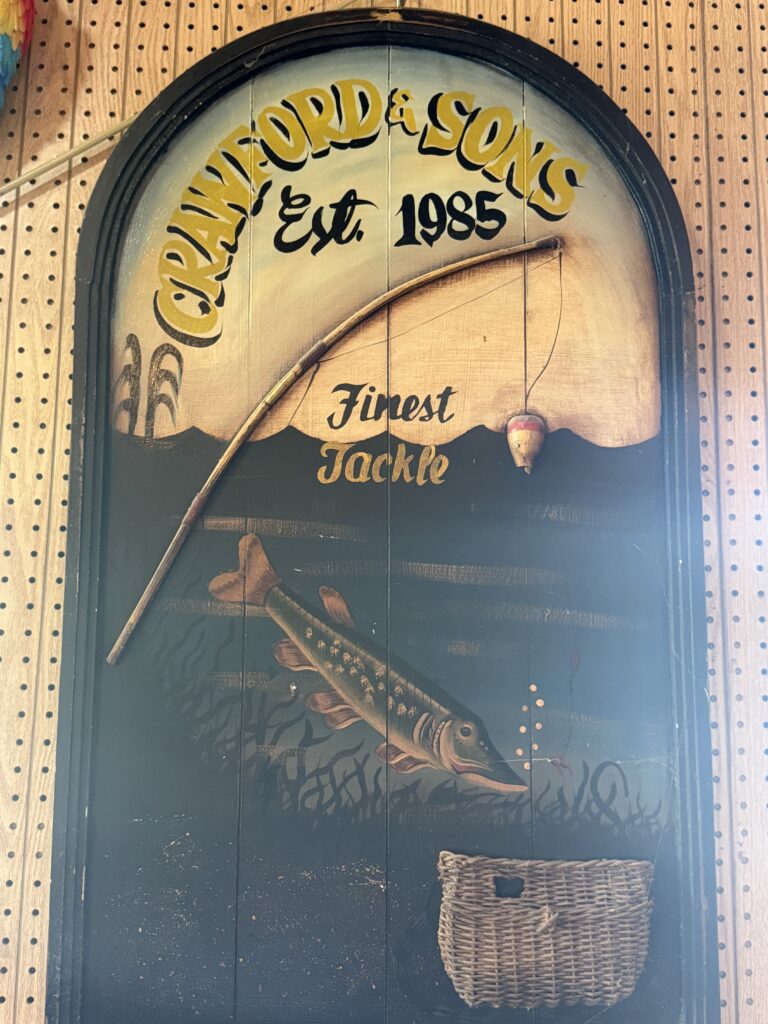 CRAWFORD & SONS
Est. 1985
Finest
Tackle